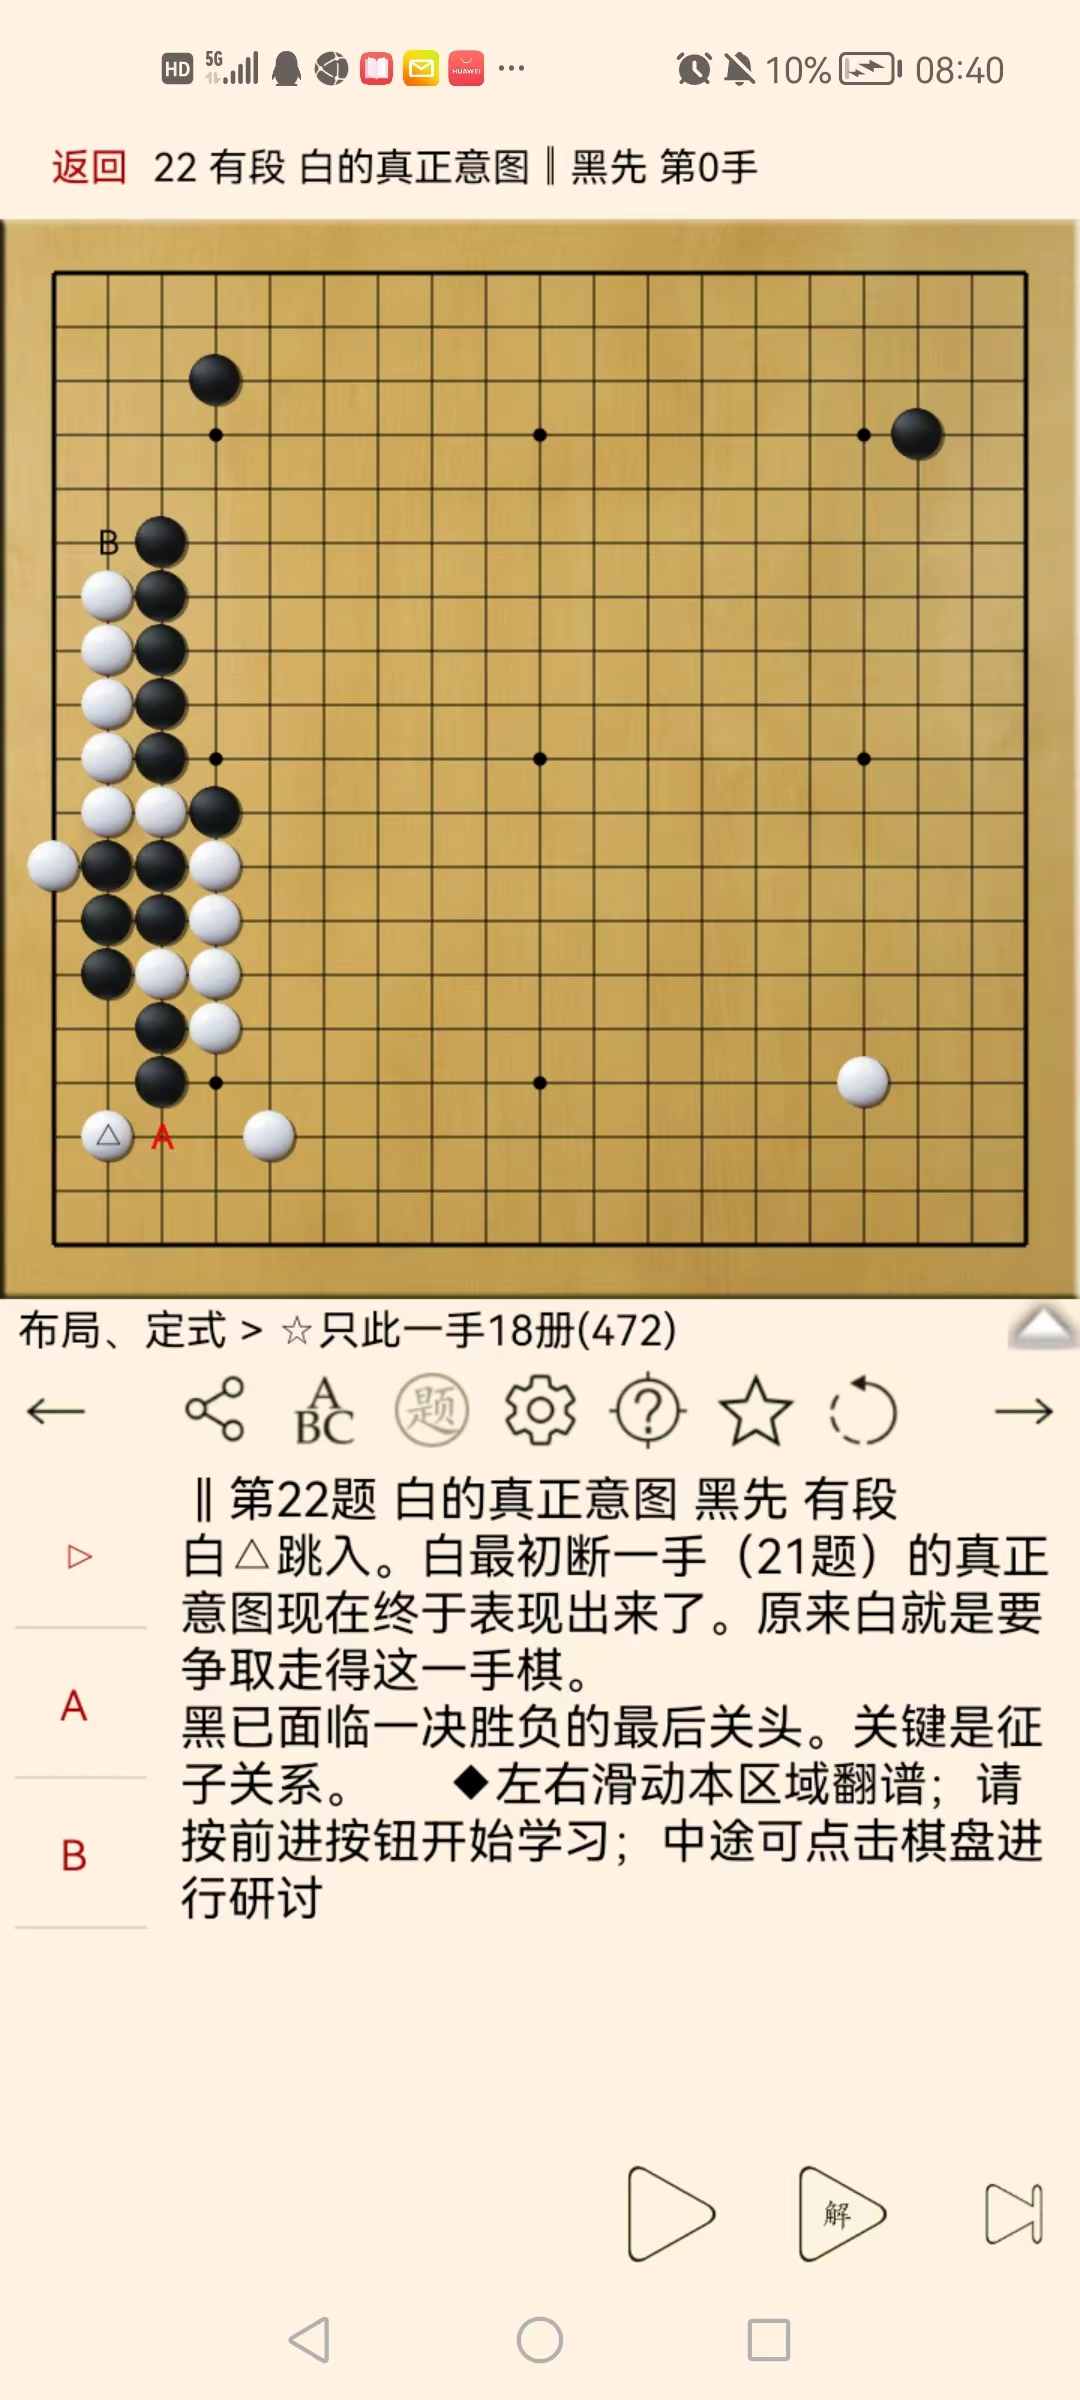 HD 5G HUAWEI ··· 10% 08:40
返回 22 有段 白的真正意图 ‖ 黑先 第0手
B
△ A
布局、定式 > ☆只此一手18册(472)
A BC 题 ?
‖ 第22题 白的真正意图 黑先 有段
白△跳入。白最初断一手（21题）的真正
意图现在终于表现出来了。原来白就是要
争取走得这一手棋。
黑已面临一决胜负的最后关头。关键是征
子关系。 ◆左右滑动本区域翻谱；请
按前进按钮开始学习；中途可点击棋盘进
行研讨
A
B
解